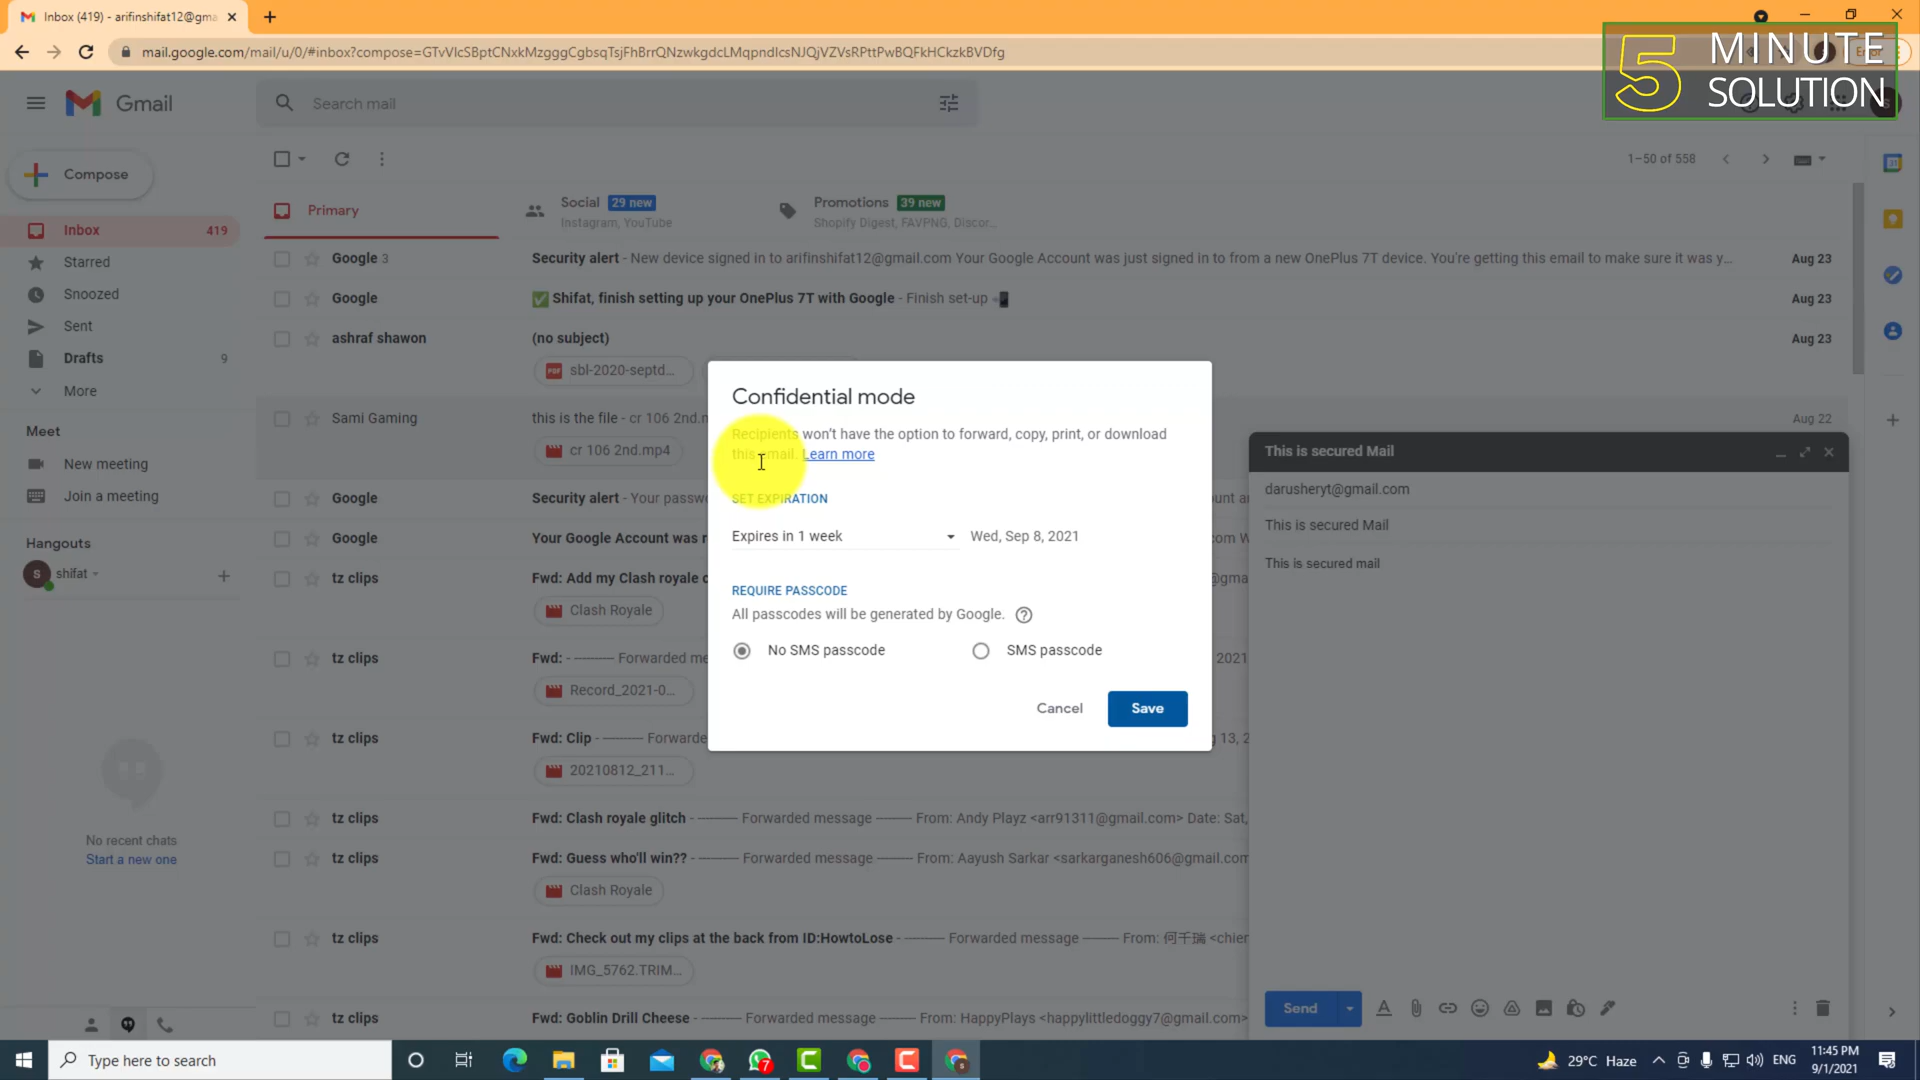 Inbox (419) - arifinshifat12@gma
mail.google.com/mail/u/0/#inbox?compose=GTvVlcSBptCNxkMzgggCgbsqTsjFhBrrQNzwkgdcLMqpndIcsNJQjVZVsRPttPwBQFkHCkzkBVDfg
5 MINUTE
SOLUTION
Gmail
Search mail
1–50 of 558
Compose
Primary
Social 29 new
Instagram, YouTube
Promotions 39 new
Shopify Digest, FAVPNG, Discor...
Inbox 419
Starred
Snoozed
Sent
Drafts 9
More
Meet
New meeting
Join a meeting
Hangouts
S shifat
No recent chats
Start a new one
Google 3 Security alert - New device signed in to arifinshifat12@gmail.com Your Google Account was just signed in to from a new OnePlus 7T device. You're getting this email to make sure it was y... Aug 23
Google ✅ Shifat, finish setting up your OnePlus 7T with Google - Finish set-up 📲 Aug 23
ashraf shawon (no subject) Aug 23
PDF sbl-2020-septd...
Sami Gaming this is the file - cr 106 2nd.m Aug 22
cr 106 2nd.mp4
Google Security alert - Your passw
Google Your Google Account was r
tz clips Fwd: Add my Clash royale c
Clash Royale
tz clips Fwd: - ---------- Forwarded me 2021
Record_2021-0...
tz clips Fwd: Clip - ---------- Forwarde g 13, 2
20210812_211...
tz clips Fwd: Clash royale glitch - ---------- Forwarded message ---------- From: Andy Playz <arr91311@gmail.com> Date: Sat,
tz clips Fwd: Guess who'll win?? - ---------- Forwarded message ---------- From: Aayush Sarkar <sarkarganesh606@gmail.com
Clash Royale
tz clips Fwd: Check out my clips at the back from ID:HowtoLose - ---------- Forwarded message ---------- From: 何千瑞 <chier
IMG_5762.TRIM...
tz clips Fwd: Goblin Drill Cheese - ---------- Forwarded message ---------- From: HappyPlays <happylittledoggy7@gmail.com>
Confidential mode
Recipients won't have the option to forward, copy, print, or download
this email. Learn more
SET EXPIRATION
Expires in 1 week Wed, Sep 8, 2021
REQUIRE PASSCODE
All passcodes will be generated by Google.
No SMS passcode SMS passcode
Cancel Save
This is secured Mail
darusheryt@gmail.com
This is secured Mail
This is secured mail
Send
Type here to search
7
29°C Haze
ENG
11:45 PM
9/1/2021